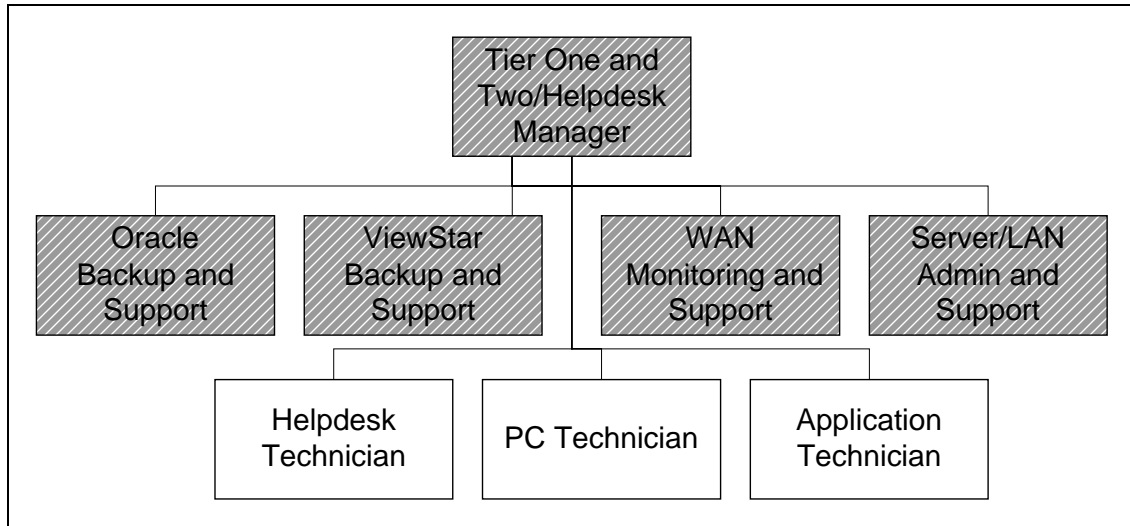 Tier One and
Two/Helpdesk
Manager
Oracle
Backup and
Support
ViewStar
Backup and
Support
WAN
Monitoring and
Support
Server/LAN
Admin and
Support
Helpdesk
Technician
PC Technician
Application
Technician